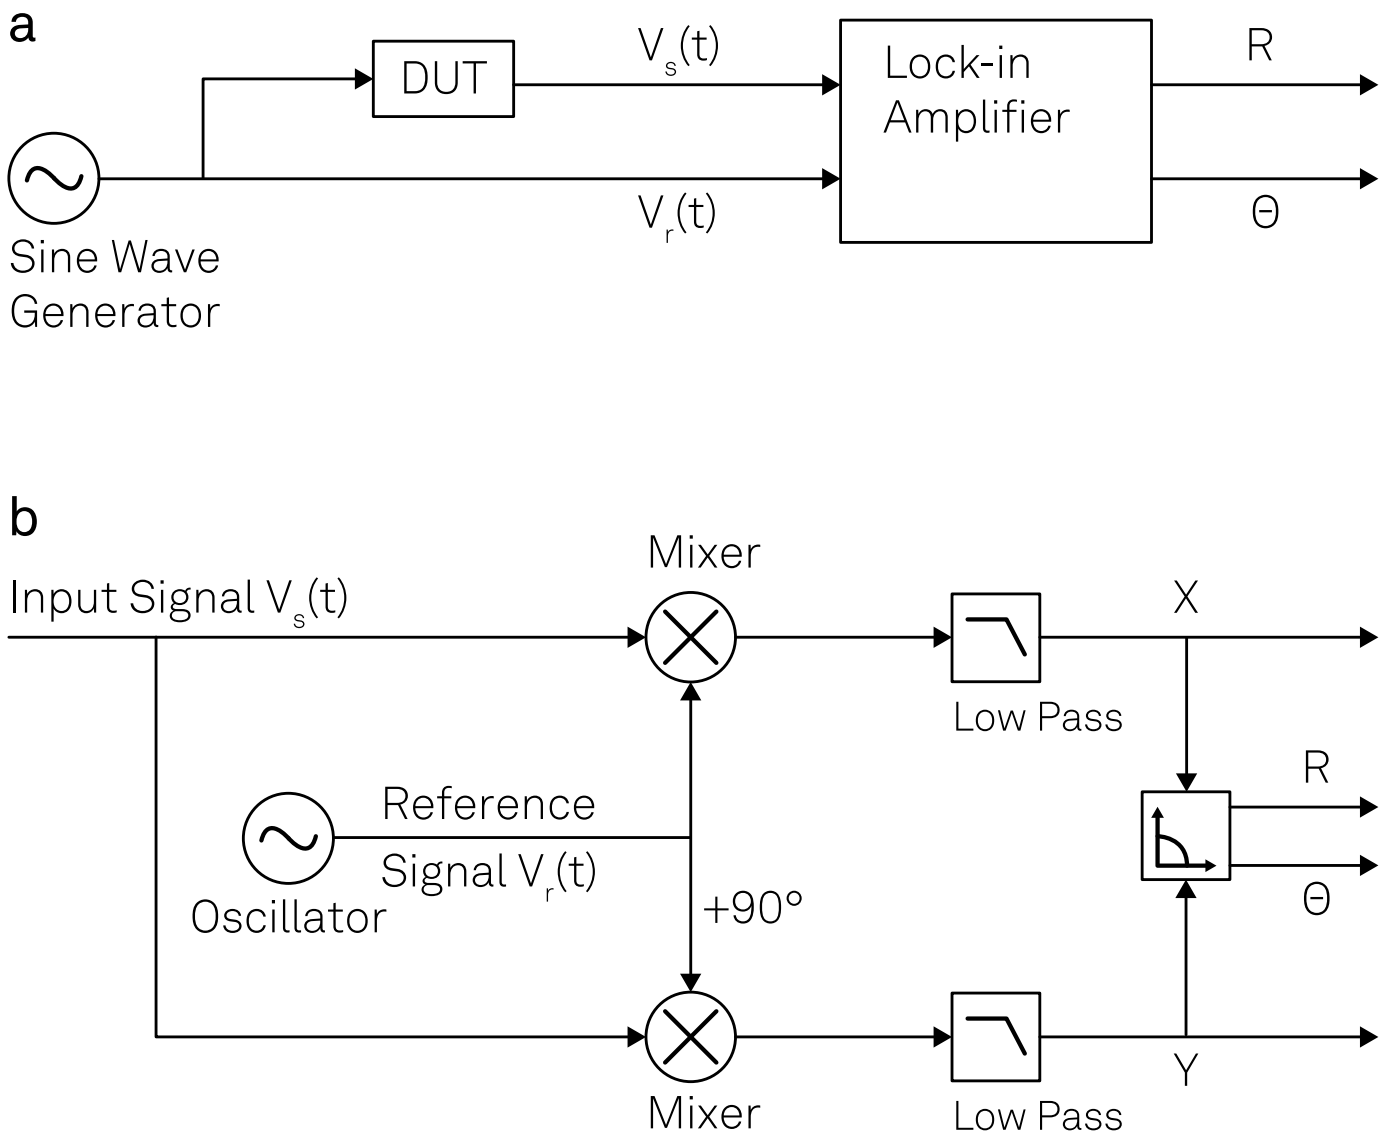 a
DUT
Vs(t)
Lock-in
Amplifier
R
Vr(t)
Θ
Sine Wave
Generator
b
Mixer
Input Signal Vs(t)
X
Low Pass
R
Reference
Signal Vr(t)
Oscillator
+90°
Θ
Y
Mixer
Low Pass